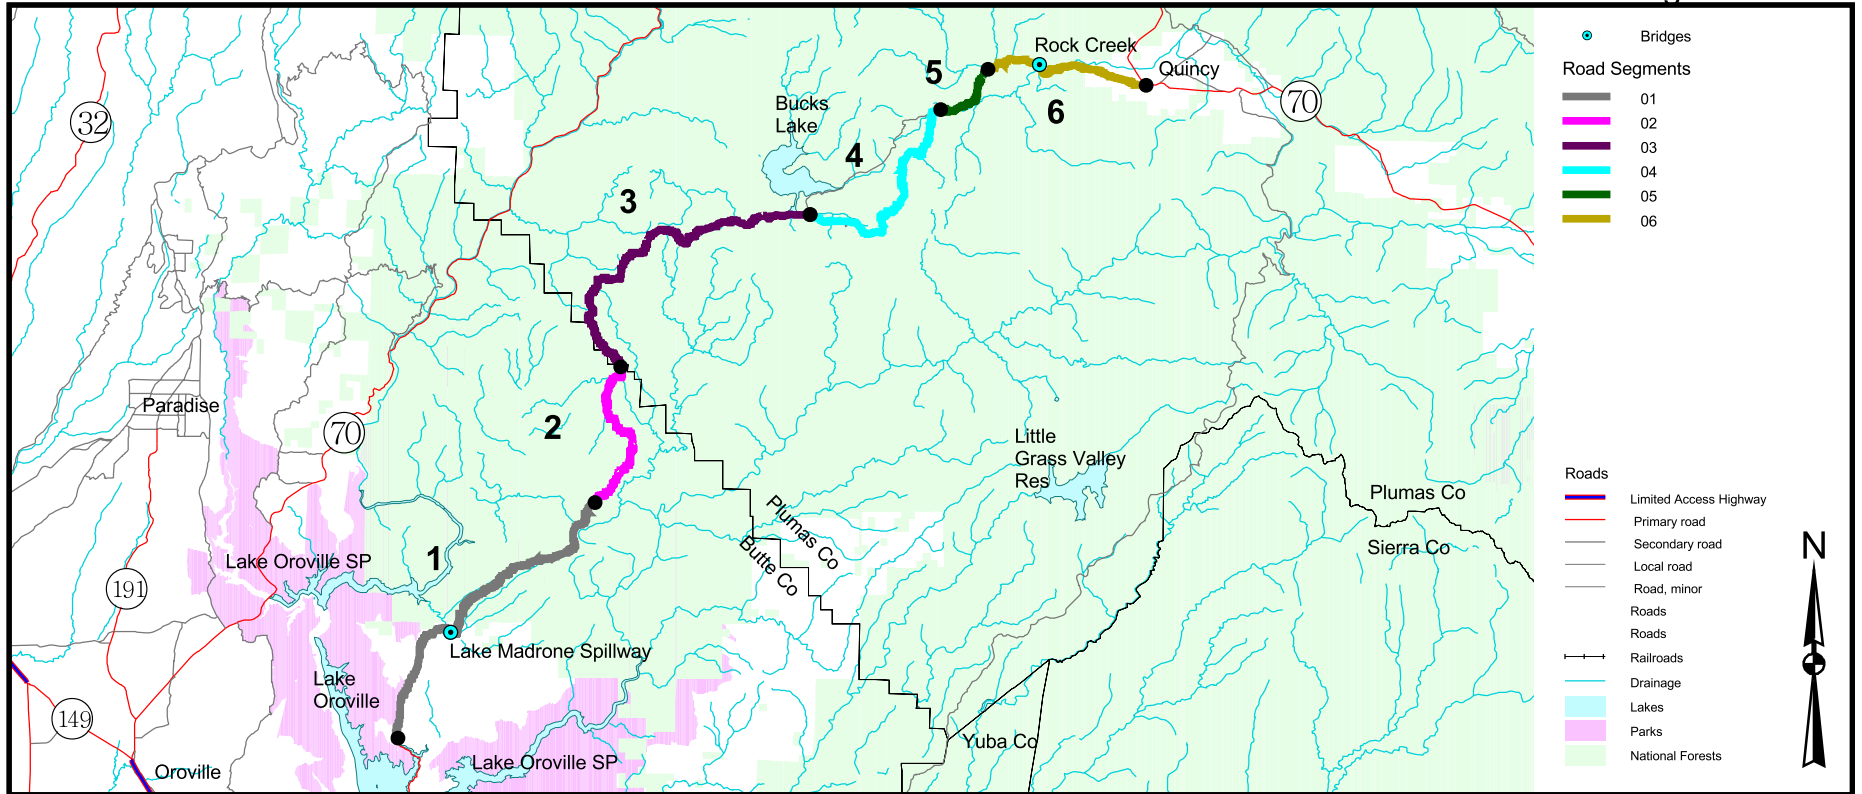 Rock Creek
Quincy
5
6
70
Bucks
Lake
4
32
3
Paradise
70
2
Little
Grass Valley
Res
Plumas Co
Sierra Co
Plumas Co
Butte Co
1
Lake Oroville SP
191
Lake Madrone Spillway
Lake
Oroville
149
Yuba Co
Lake Oroville SP
Oroville
Bridges
Road Segments
01
02
03
04
05
06
Roads
Limited Access Highway
Primary road
Secondary road
Local road
Road, minor
Roads
Roads
Railroads
Drainage
Lakes
Parks
National Forests
N